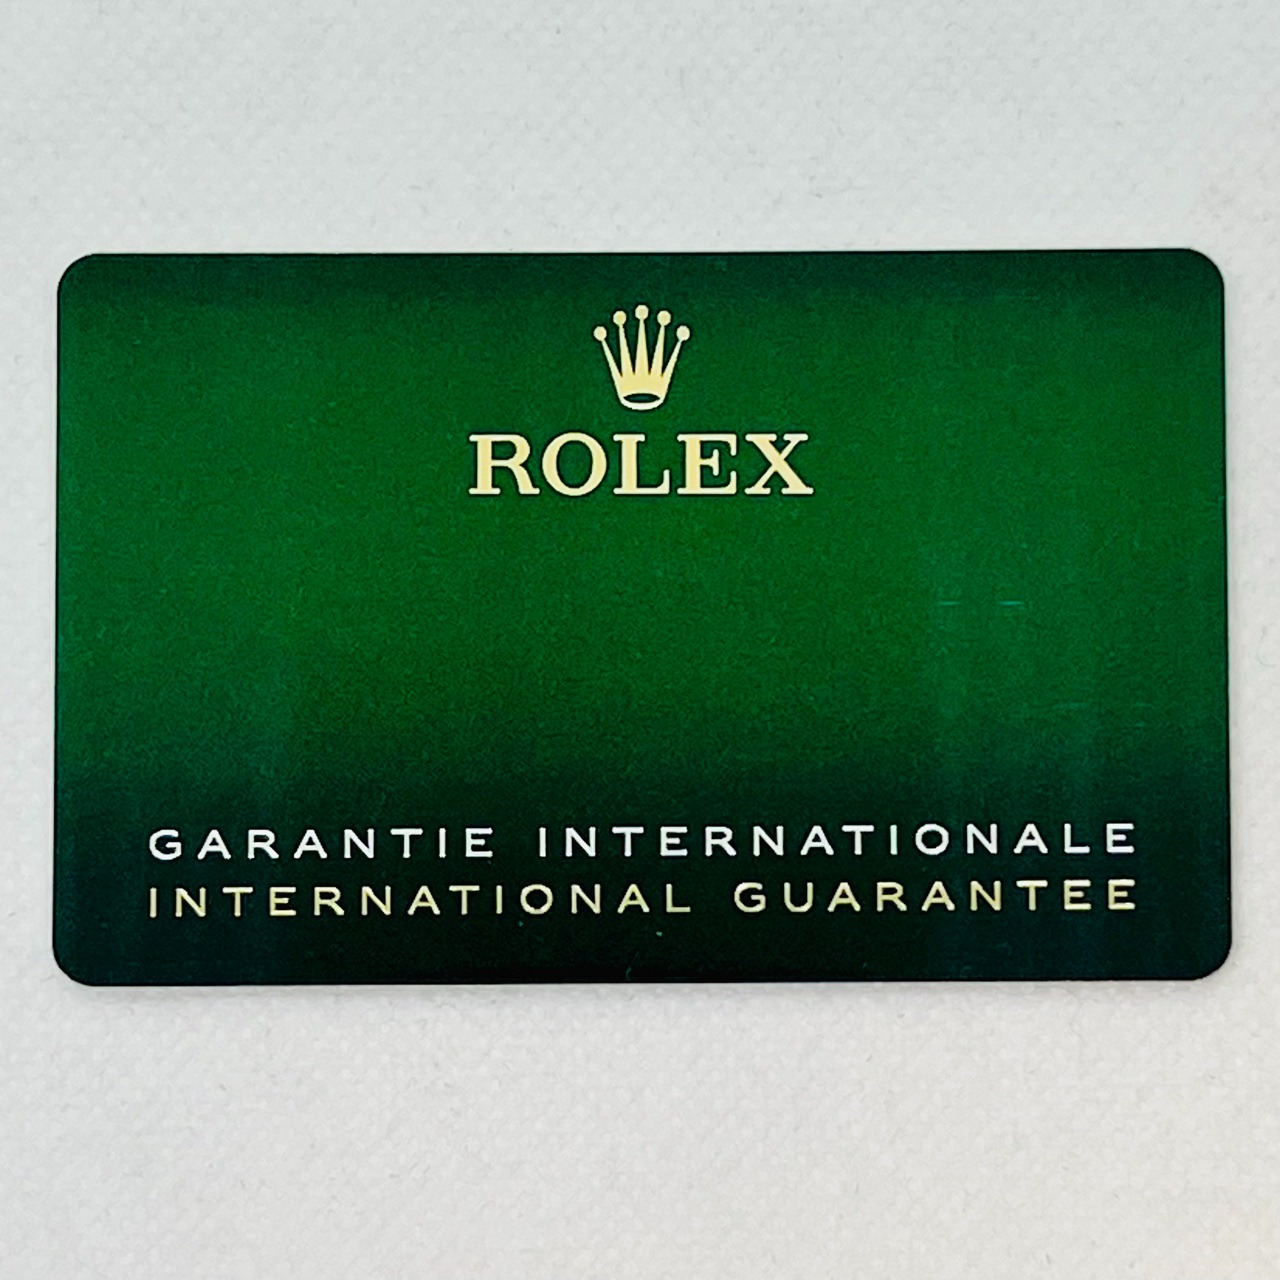 ROLEX
GARANTIE INTERNATIONALE
INTERNATIONAL GUARANTEE